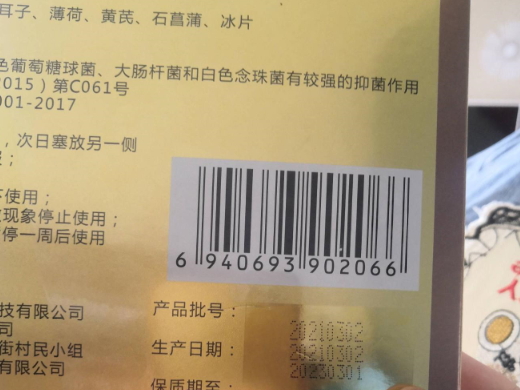 耳子、薄荷、黄芪、石菖蒲、冰片
色葡萄糖球菌、大肠杆菌和白色念珠菌有较强的抑菌作用
2015）第C061号
001-2017
，次日塞放另一侧
；
下使用；
现象停止使用；
停一周后使用
6 940693 902066
技有限公司
司
街村民小组
有限公司
产品批号：
生产日期：
保质期至：
20210302
20210302
20230301